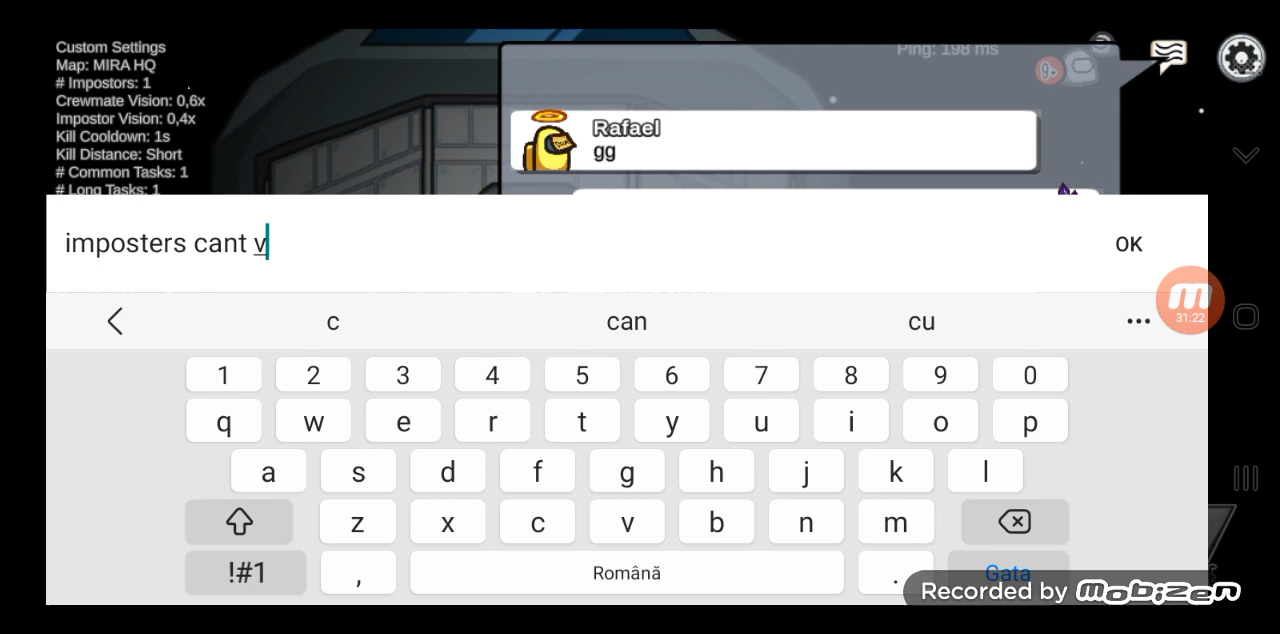 Custom Settings
Map: MIRA HQ
# Impostors: 1
Crewmate Vision: 0,6x
Impostor Vision: 0,4x
Kill Cooldown: 1s
Kill Distance: Short
# Common Tasks: 1
# Long Tasks: 1
Ping: 198 ms
9+
Rafael
gg
imposters cant v
OK
31:22
c can cu
1 2 3 4 5 6 7 8 9 0
q w e r t y u i o p
a s d f g h j k l
z x c v b n m
!#1 , Română . Gata
Recorded by Mobizen